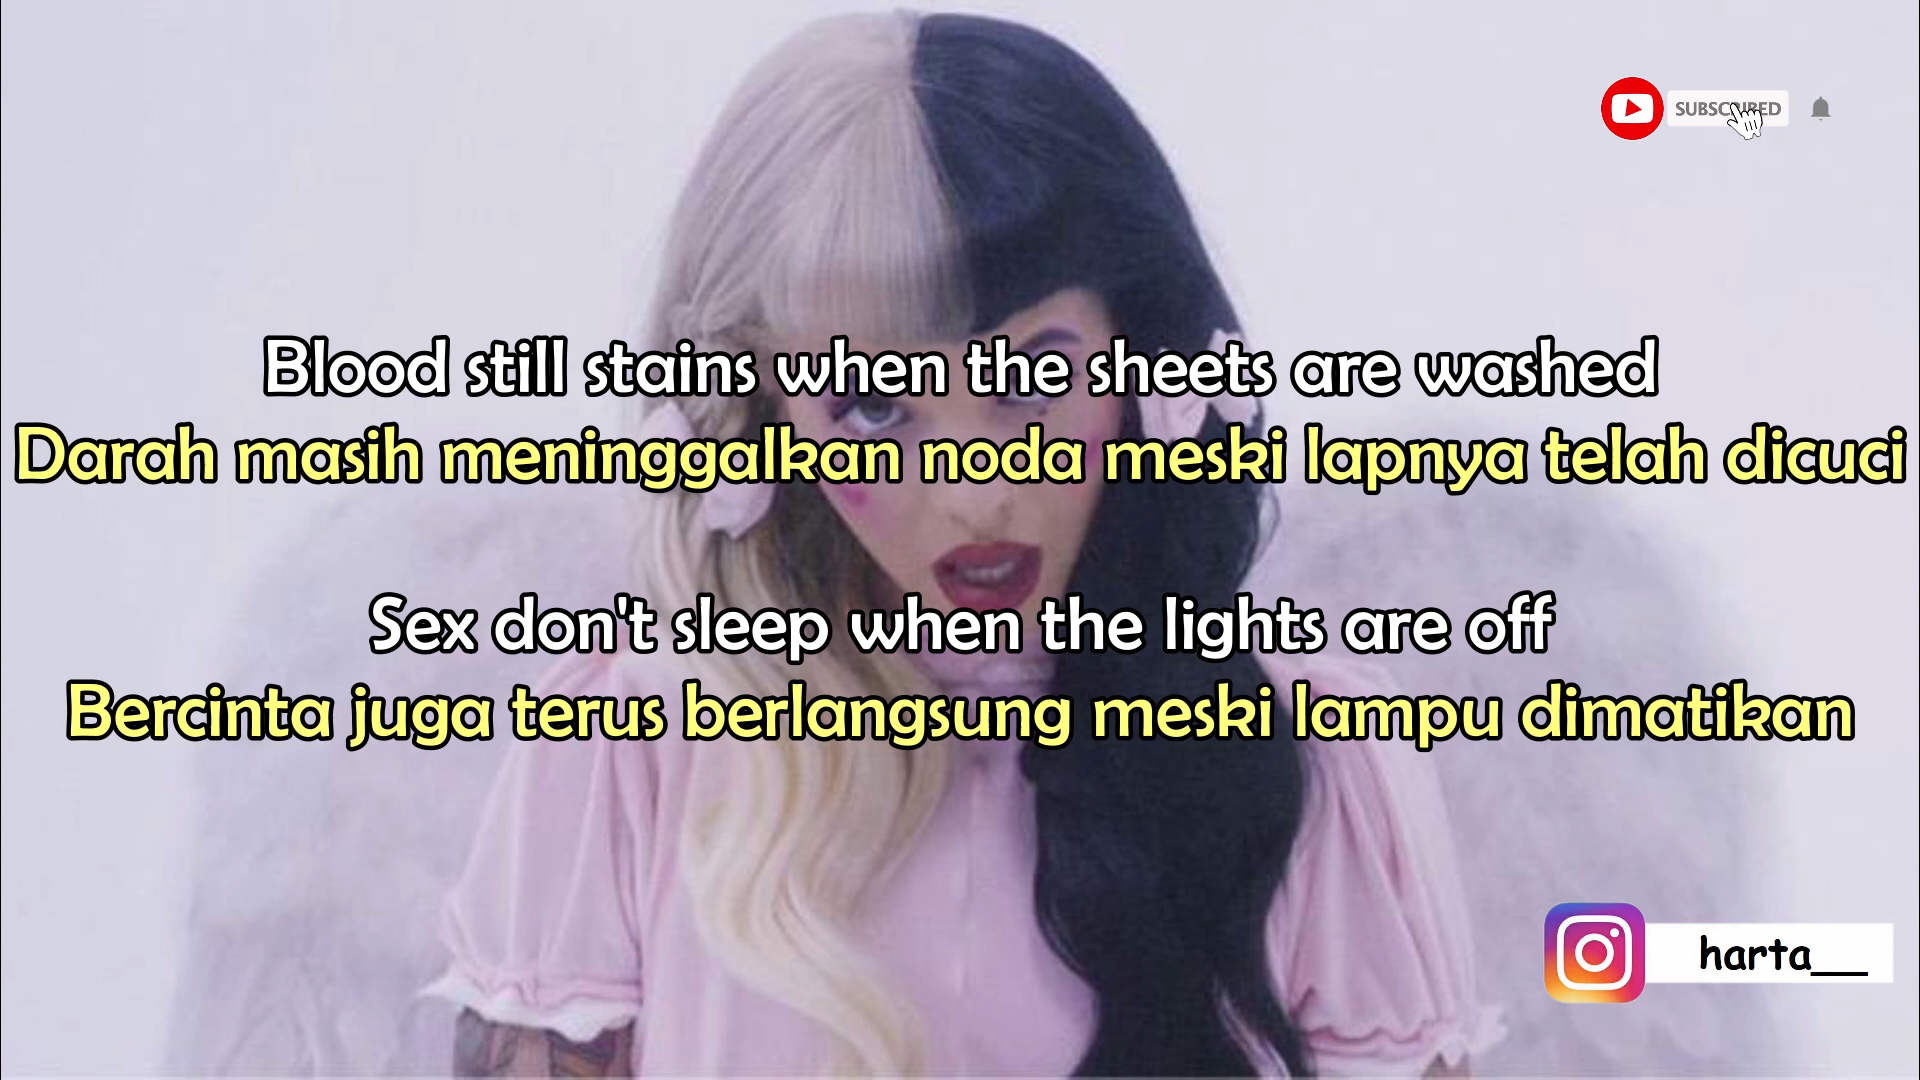 SUBSCRIBED
Blood still stains when the sheets are washed
Darah masih meninggalkan noda meski lapnya telah dicuci
Sex don't sleep when the lights are off
Bercinta juga terus berlangsung meski lampu dimatikan
harta__